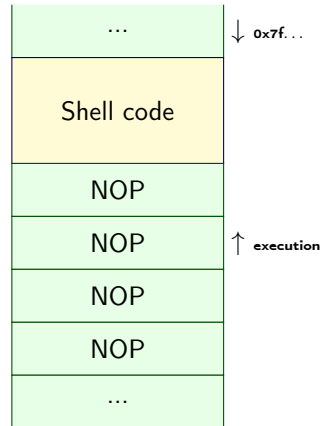 ...
↓ 0x7f...
Shell code
NOP
NOP
↑ execution
NOP
NOP
...